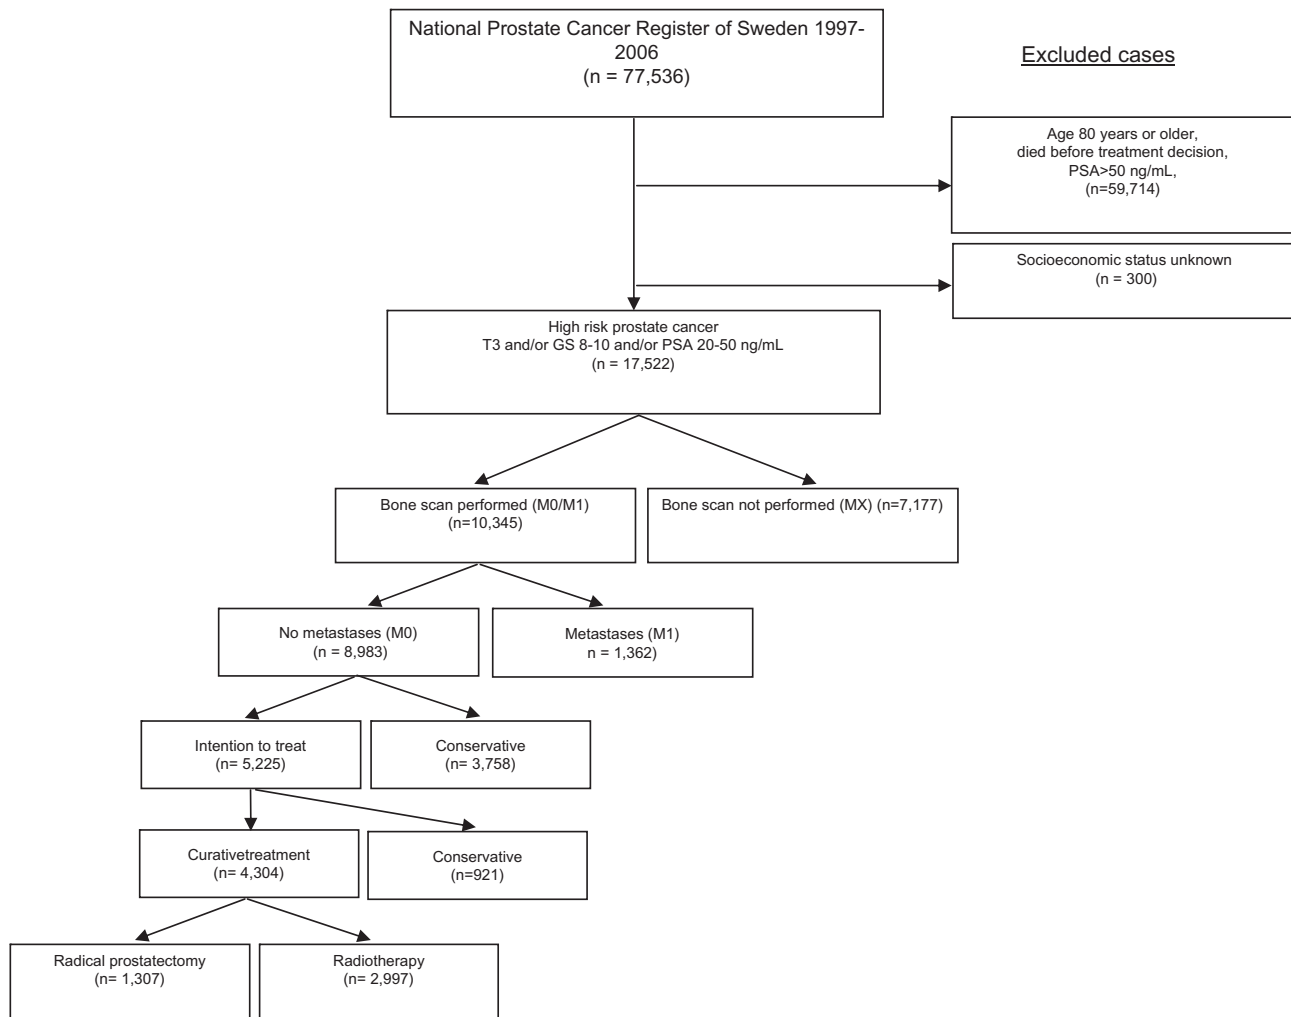 National Prostate Cancer Register of Sweden 1997-
2006
(n = 77,536)
Excluded cases
Age 80 years or older,
died before treatment decision,
PSA>50 ng/mL,
(n=59,714)
Socioeconomic status unknown
(n = 300)
High risk prostate cancer
T3 and/or GS 8-10 and/or PSA 20-50 ng/mL
(n = 17,522)
Bone scan performed (M0/M1)
(n=10,345)
Bone scan not performed (MX) (n=7,177)
No metastases (M0)
(n = 8,983)
Metastases (M1)
n = 1,362)
Intention to treat
(n= 5,225)
Conservative
(n= 3,758)
Curativetreatment
(n= 4,304)
Conservative
(n=921)
Radical prostatectomy
(n= 1,307)
Radiotherapy
(n= 2,997)